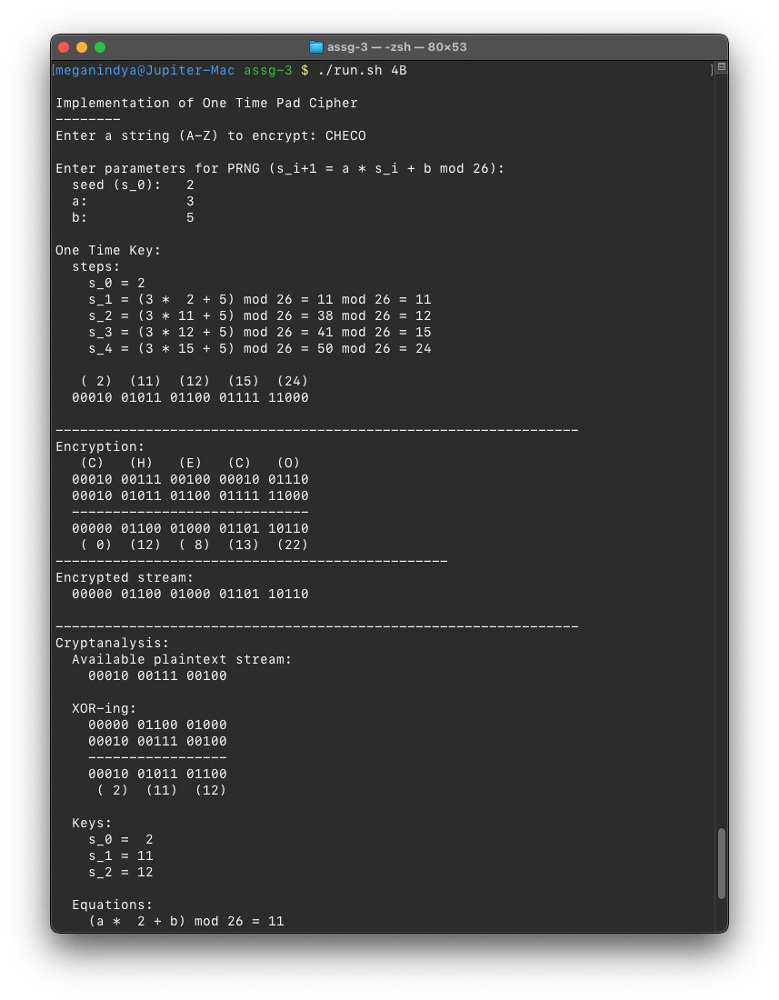 assg-3 — -zsh — 80×53
[meganindya@Jupiter-Mac assg-3 $ ./run.sh 4B ]
Implementation of One Time Pad Cipher
--------
Enter a string (A-Z) to encrypt: CHECO
Enter parameters for PRNG (s_i+1 = a * s_i + b mod 26):
  seed (s_0):   2
  a:            3
  b:            5
One Time Key:
  steps:
    s_0 = 2
    s_1 = (3 *  2 + 5) mod 26 = 11 mod 26 = 11
    s_2 = (3 * 11 + 5) mod 26 = 38 mod 26 = 12
    s_3 = (3 * 12 + 5) mod 26 = 41 mod 26 = 15
    s_4 = (3 * 15 + 5) mod 26 = 50 mod 26 = 24
   ( 2)  (11)  (12)  (15)  (24)
  00010 01011 01100 01111 11000
----------------------------------------------------------------
Encryption:
   (C)   (H)   (E)   (C)   (O)
  00010 00111 00100 00010 01110
  00010 01011 01100 01111 11000
  -----------------------------
  00000 01100 01000 01101 10110
   ( 0)  (12)  ( 8)  (13)  (22)
------------------------------------------------
Encrypted stream:
  00000 01100 01000 01101 10110
----------------------------------------------------------------
Cryptanalysis:
  Available plaintext stream:
    00010 00111 00100
  XOR-ing:
    00000 01100 01000
    00010 00111 00100
    -----------------
    00010 01011 01100
     ( 2)  (11)  (12)
  Keys:
    s_0 =  2
    s_1 = 11
    s_2 = 12
  Equations:
    (a *  2 + b) mod 26 = 11